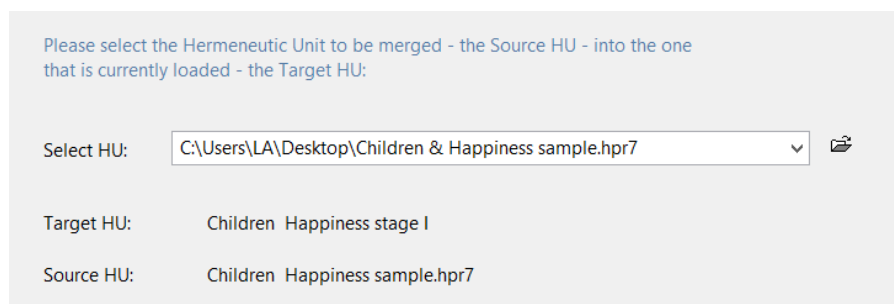 Please select the Hermeneutic Unit to be merged - the Source HU - into the one
that is currently loaded - the Target HU:
Select HU: C:\Users\LA\Desktop\Children & Happiness sample.hpr7
Target HU: Children  Happiness stage I
Source HU: Children  Happiness sample.hpr7